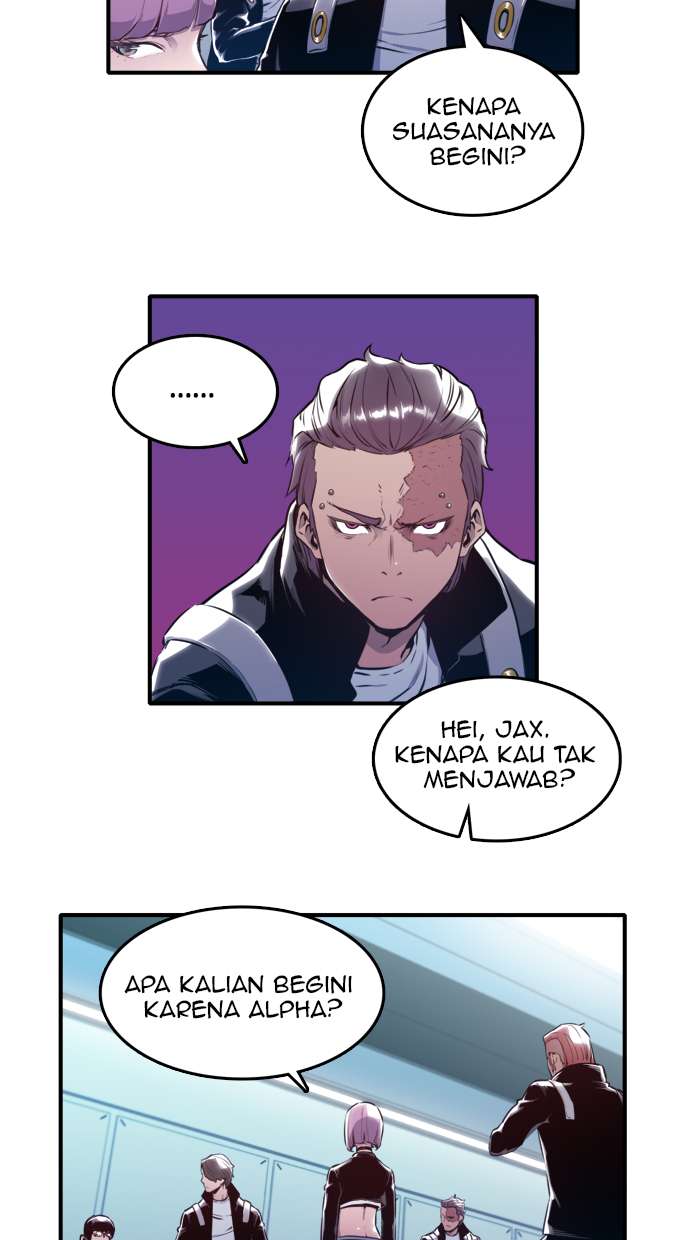 KENAPA
SUASANANYA
BEGINI?
......
HEI, JAX.
KENAPA KAU TAK
MENJAWAB?
APA KALIAN BEGINI
KARENA ALPHA?